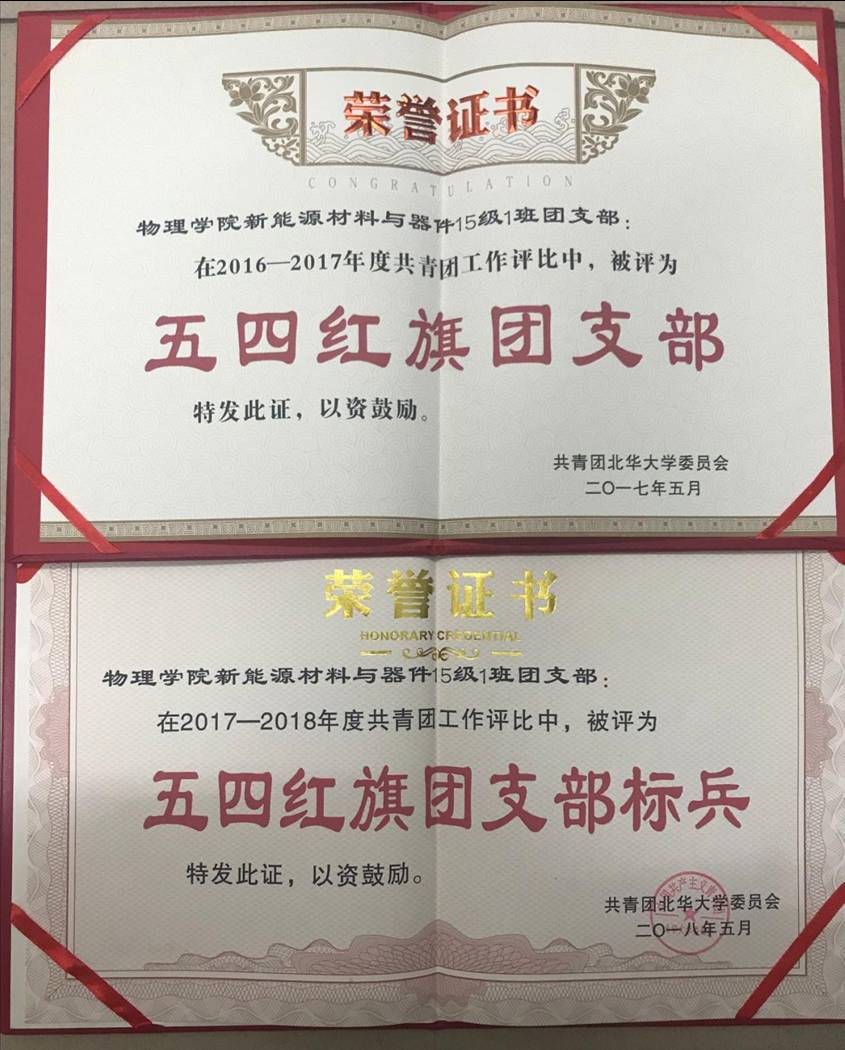 荣誉证书
CONGRATULATION
物理学院新能源材料与器件15级1班团支部：
在2016—2017年度共青团工作评比中，被评为
五四红旗团支部
特发此证，以资鼓励。
共青团北华大学委员会
二〇一七年五月
荣誉证书
HONORARY CREDENTIAL
物理学院新能源材料与器件15级1班团支部：
在2017—2018年度共青团工作评比中，被评为
五四红旗团支部标兵
特发此证，以资鼓励。
共青团北华大学委员会
二〇一八年五月